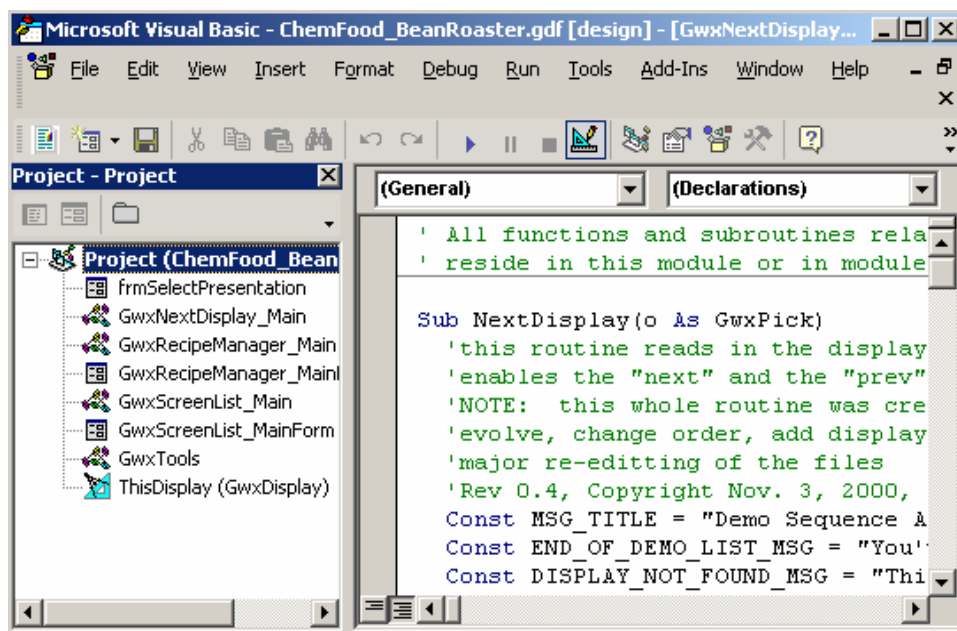 Microsoft Visual Basic - ChemFood_BeanRoaster.gdf [design] - [GwxNextDisplay...
File Edit View Insert Format Debug Run Tools Add-Ins Window Help
Project - Project
(General) (Declarations)
Project (ChemFood_Bean
frmSelectPresentation
GwxNextDisplay_Main
GwxRecipeManager_Main
GwxRecipeManager_Main
GwxScreenList_Main
GwxScreenList_MainForm
GwxTools
ThisDisplay (GwxDisplay)
' All functions and subroutines rela
' reside in this module or in module
Sub NextDisplay(o As GwxPick)
'this routine reads in the display
'enables the "next" and the "prev"
'NOTE: this whole routine was cre
'evolve, change order, add display
'major re-editting of the files
'Rev 0.4, Copyright Nov. 3, 2000,
Const MSG_TITLE = "Demo Sequence A
Const END_OF_DEMO_LIST_MSG = "You'
Const DISPLAY_NOT_FOUND_MSG = "Thi